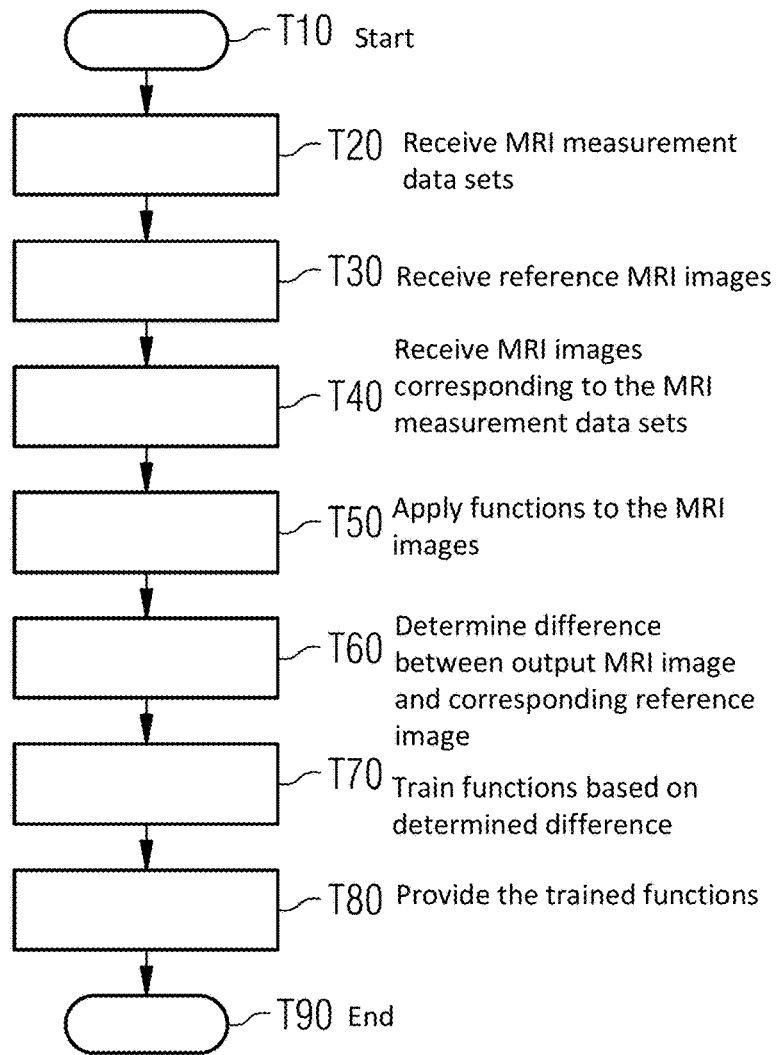 T10 Start
T20 Receive MRI measurement
data sets
T30 Receive reference MRI images
Receive MRI images
T40 corresponding to the MRI
measurement data sets
T50 Apply functions to the MRI
images
Determine difference
T60 between output MRI image
and corresponding reference
image
T70 Train functions based on
determined difference
T80 Provide the trained functions
T90 End